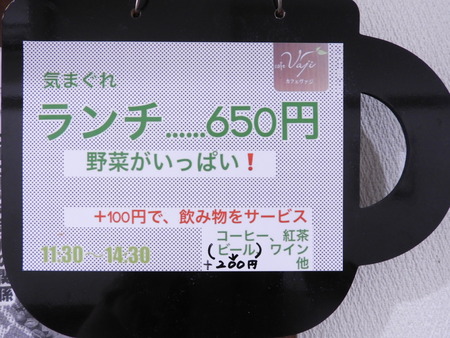 cafe Vaji
カフェヴァジ
気まぐれ
ランチ……650円
野菜がいっぱい！
＋100円で、飲み物をサービス
コーヒー、紅茶
(ビール)、ワイン
＋200円 他
11:30～14:30